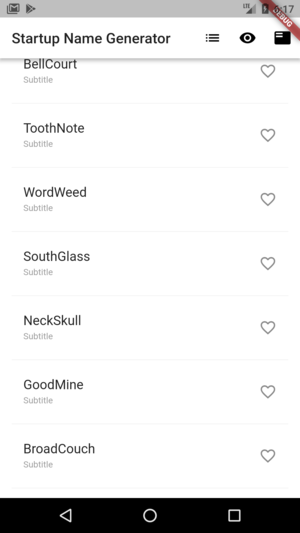 LTE 5:17
DEBUG
Startup Name Generator
BellCourt
Subtitle
ToothNote
Subtitle
WordWeed
Subtitle
SouthGlass
Subtitle
NeckSkull
Subtitle
GoodMine
Subtitle
BroadCouch
Subtitle